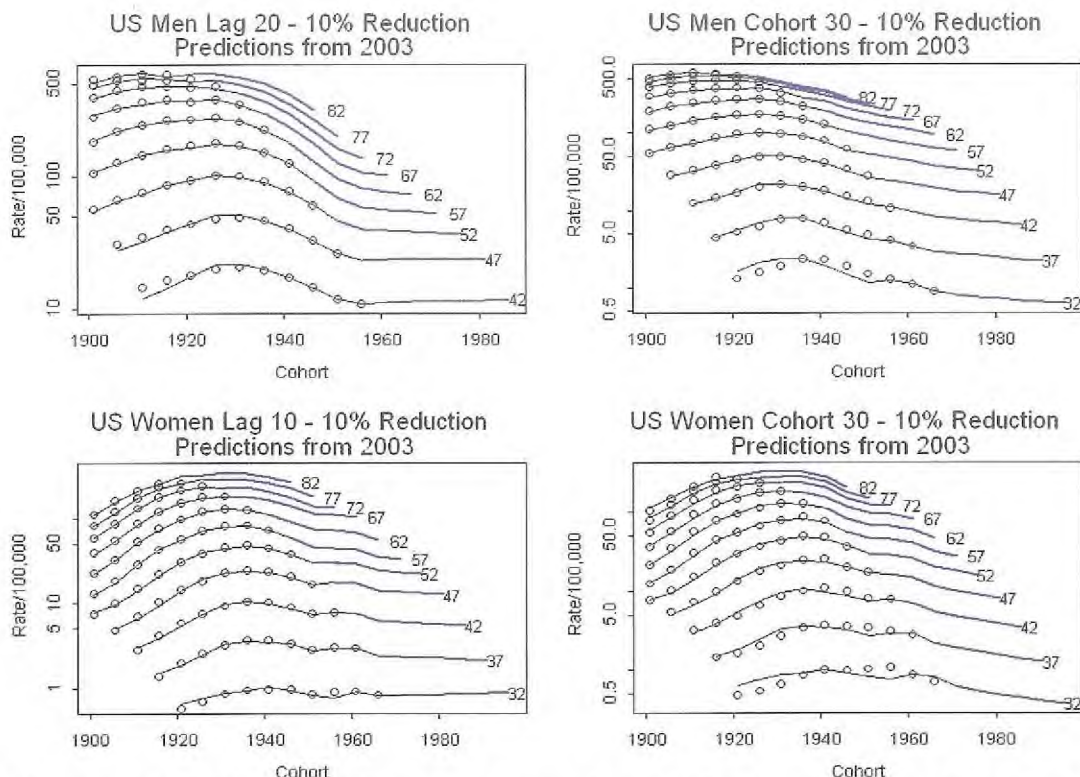 US Men Lag 20 - 10% Reduction
Predictions from 2003
Rate/100,000
500
100
50
10
82
77
72
67
62
57
52
47
42
1900 1920 1940 1960 1980
Cohort
US Men Cohort 30 - 10% Reduction
Predictions from 2003
Rate/100,000
500.0
50.0
5.0
0.5
82
77
72
67
62
57
52
47
42
37
32
1900 1920 1940 1960 1980
Cohort
US Women Lag 10 - 10% Reduction
Predictions from 2003
Rate/100,000
50
10
5
1
82
77
72
67
62
57
52
47
42
37
32
1900 1920 1940 1960 1980
Cohort
US Women Cohort 30 - 10% Reduction
Predictions from 2003
Rate/100,000
50.0
5.0
0.5
82
77
72
67
62
57
52
47
42
37
32
1900 1920 1940 1960 1980
Cohort